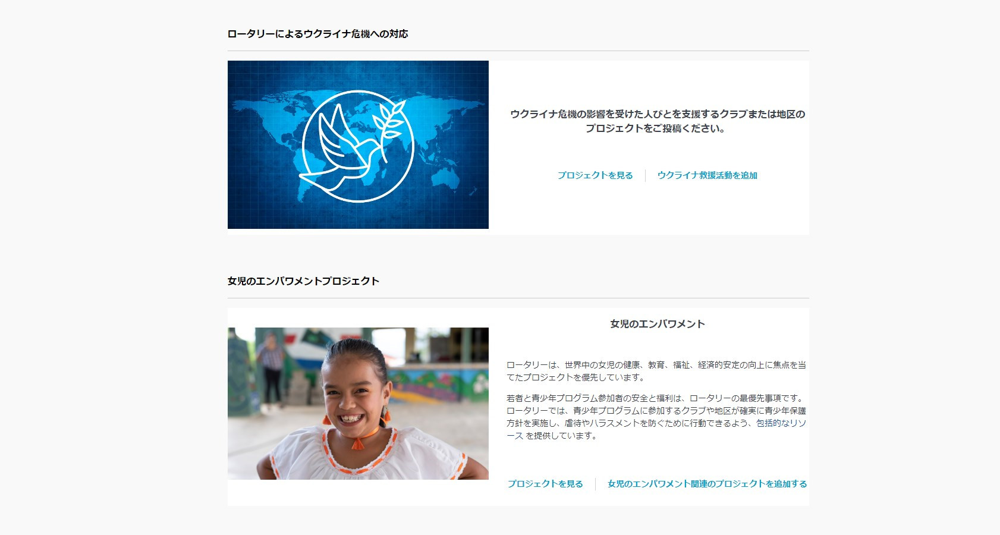 ロータリーによるウクライナ危機への対応
ウクライナ危機の影響を受けた人びとを支援するクラブまたは地区の
プロジェクトをご投稿ください。
プロジェクトを見る
ウクライナ救援活動を追加
女児のエンパワメントプロジェクト
女児のエンパワメント
ロータリーは、世界中の女児の健康、教育、福祉、経済的安定の向上に焦点を当
てたプロジェクトを優先しています。
若者と青少年プログラム参加者の安全と福利は、ロータリーの最優先事項です。
ロータリーでは、青少年プログラムに参加するクラブや地区が確実に青少年保護
方針を実施し、虐待やハラスメントを防ぐために行動できるよう、包括的なリソ
ース を提供しています。
プロジェクトを見る
女児のエンパワメント関連のプロジェクトを追加する